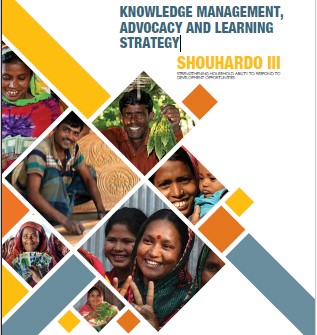 KNOWLEDGE MANAGEMENT,
ADVOCACY AND LEARNING
STRATEGY
SHOUHARDO III
STRENGTHENING HOUSEHOLD ABILITY TO RESPOND TO
DEVELOPMENT OPPORTUNITIES